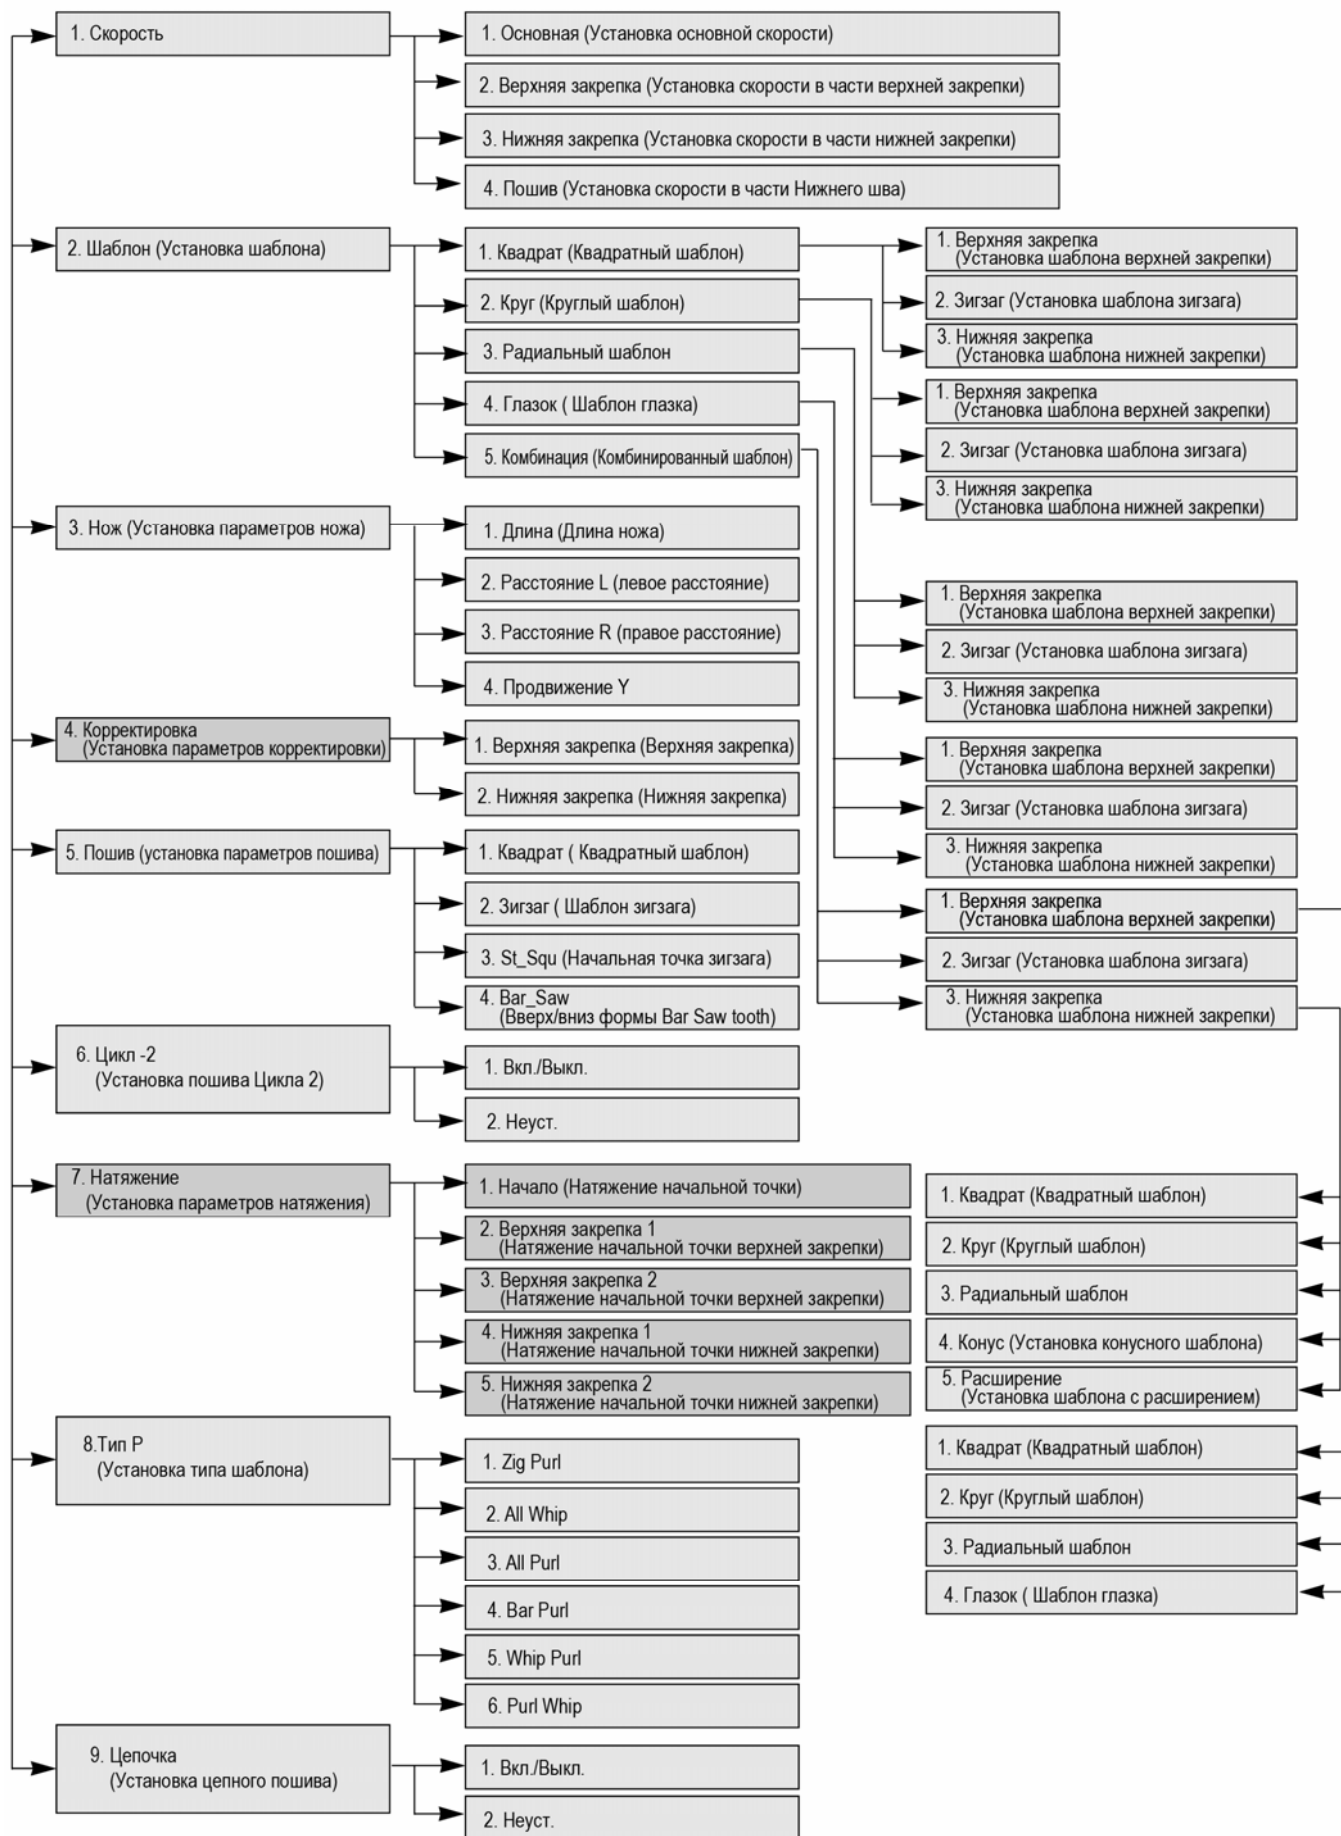 1. Скорость
1. Основная (Установка основной скорости)
2. Верхняя закрепка (Установка скорости в части верхней закрепки)
3. Нижняя закрепка (Установка скорости в части нижней закрепки)
4. Пошив (Установка скорости в части Нижнего шва)
2. Шаблон (Установка шаблона)
1. Квадрат (Квадратный шаблон)
2. Круг (Круглый шаблон)
3. Радиальный шаблон
4. Глазок ( Шаблон глазка)
5. Комбинация (Комбинированный шаблон)
1. Верхняя закрепка
(Установка шаблона верхней закрепки)
2. Зигзаг (Установка шаблона зигзага)
3. Нижняя закрепка
(Установка шаблона нижней закрепки)
1. Верхняя закрепка
(Установка шаблона верхней закрепки)
2. Зигзаг (Установка шаблона зигзага)
3. Нижняя закрепка
(Установка шаблона нижней закрепки)
1. Верхняя закрепка
(Установка шаблона верхней закрепки)
2. Зигзаг (Установка шаблона зигзага)
3. Нижняя закрепка
(Установка шаблона нижней закрепки)
1. Верхняя закрепка
(Установка шаблона верхней закрепки)
2. Зигзаг (Установка шаблона зигзага)
3. Нижняя закрепка
(Установка шаблона нижней закрепки)
1. Верхняя закрепка
(Установка шаблона верхней закрепки)
2. Зигзаг (Установка шаблона зигзага)
3. Нижняя закрепка
(Установка шаблона нижней закрепки)
3. Нож (Установка параметров ножа)
1. Длина (Длина ножа)
2. Расстояние L (левое расстояние)
3. Расстояние R (правое расстояние)
4. Продвижение Y
4. Корректировка
(Установка параметров корректировки)
1. Верхняя закрепка (Верхняя закрепка)
2. Нижняя закрепка (Нижняя закрепка)
5. Пошив (установка параметров пошива)
1. Квадрат ( Квадратный шаблон)
2. Зигзаг ( Шаблон зигзага)
3. St_Squ (Начальная точка зигзага)
4. Bar_Saw
(Вверх/вниз формы Bar Saw tooth)
6. Цикл -2
(Установка пошива Цикла 2)
1. Вкл./Выкл.
2. Неуст.
7. Натяжение
(Установка параметров натяжения)
1. Начало (Натяжение начальной точки)
2. Верхняя закрепка 1
(Натяжение начальной точки верхней закрепки)
3. Верхняя закрепка 2
(Натяжение начальной точки верхней закрепки)
4. Нижняя закрепка 1
(Натяжение начальной точки нижней закрепки)
5. Нижняя закрепка 2
(Натяжение начальной точки нижней закрепки)
1. Квадрат (Квадратный шаблон)
2. Круг (Круглый шаблон)
3. Радиальный шаблон
4. Конус (Установка конусного шаблона)
5. Расширение
(Установка шаблона с расширением)
1. Квадрат (Квадратный шаблон)
2. Круг (Круглый шаблон)
3. Радиальный шаблон
4. Глазок ( Шаблон глазка)
8.Тип P
(Установка типа шаблона)
1. Zig Purl
2. All Whip
3. All Purl
4. Bar Purl
5. Whip Purl
6. Purl Whip
9. Цепочка
(Установка цепного пошива)
1. Вкл./Выкл.
2. Неуст.